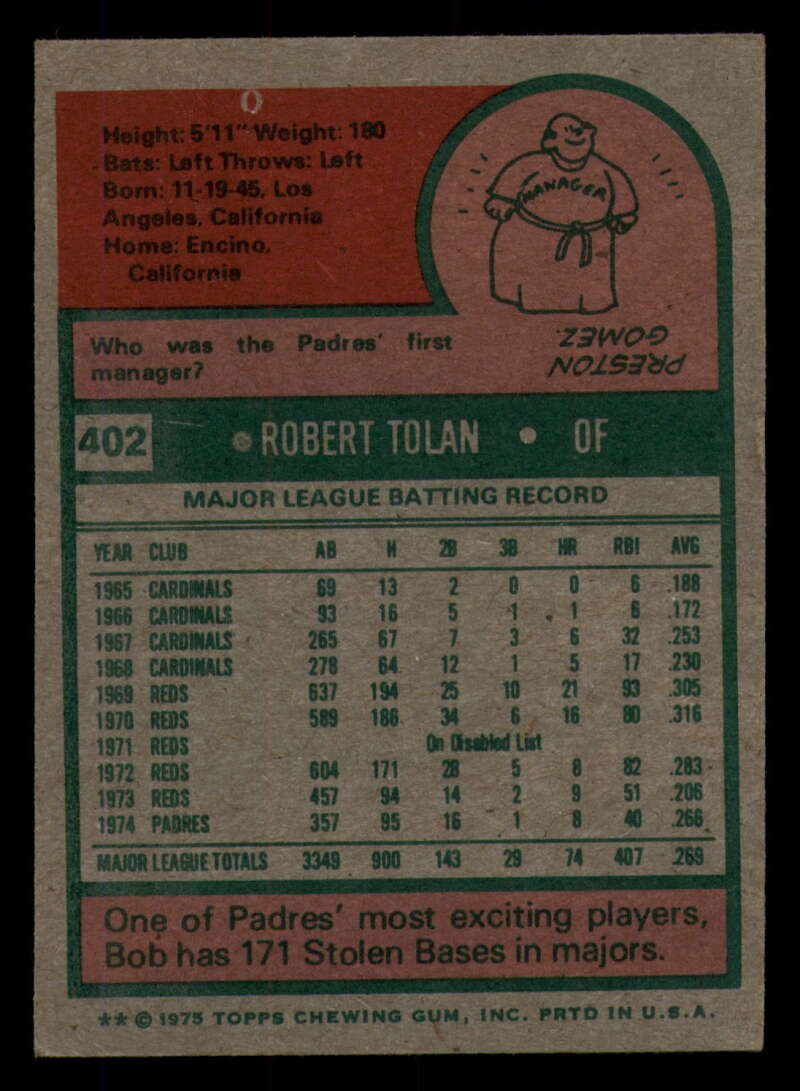 Height: 5'11" Weight: 180
Bats: Left Throws: Left
Born: 11-19-45, Los
Angeles, California
Home: Encino,
California
MANAGER
Who was the Padres' first
manager?
PRESTON
GOMEZ.
402 • ROBERT TOLAN • OF
MAJOR LEAGUE BATTING RECORD
YEAR CLUB AB H 2B 3B HR RBI AVG
1965 CARDINALS 69 13 2 0 0 6 .188
1966 CARDINALS 93 16 5 1 1 6 .172
1967 CARDINALS 265 67 7 3 6 32 .253
1968 CARDINALS 278 64 12 1 5 17 .230
1969 REDS 637 194 25 10 21 93 .305
1970 REDS 589 186 34 6 16 80 .316
1971 REDS On Disabled List
1972 REDS 604 171 28 5 8 82 .283
1973 REDS 457 94 14 2 9 51 .206
1974 PADRES 357 95 16 1 8 40 .266
MAJOR LEAGUE TOTALS 3349 900 143 29 74 407 .269
One of Padres' most exciting players,
Bob has 171 Stolen Bases in majors.
** © 1975 TOPPS CHEWING GUM, INC. PRTD IN U.S.A.